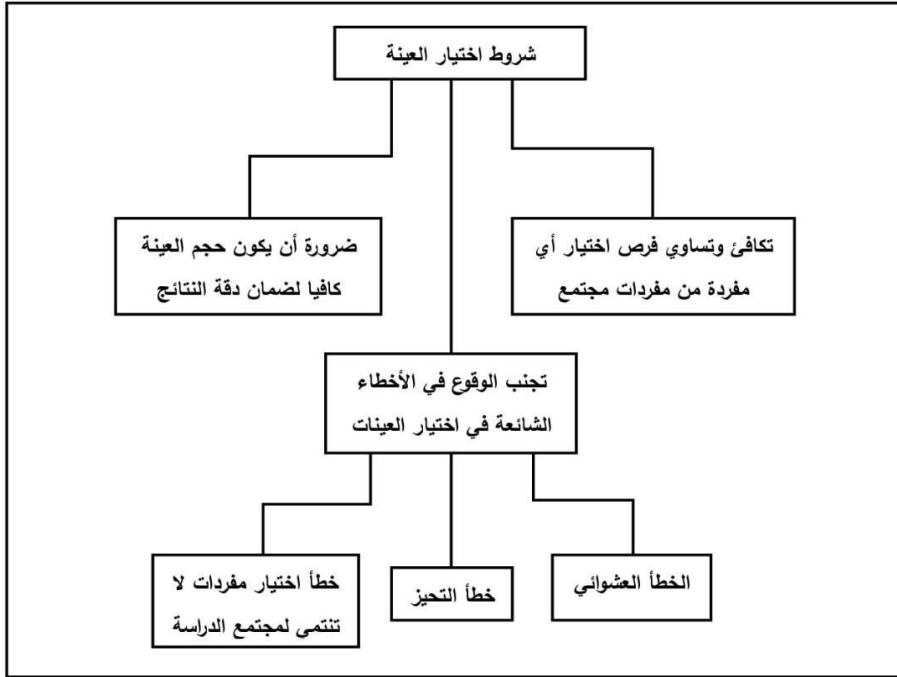 شروط اختيار العينة
تكافئ وتساوي فرص اختيار أي
مفردة من مفردات مجتمع
ضرورة أن يكون حجم العينة
كافيا لضمان دقة النتائج
تجنب الوقوع في الأخطاء
الشائعة في اختيار العينات
الخطأ العشوائي
خطأ التحيز
خطأ اختيار مفردات لا
تنتمي لمجتمع الدراسة